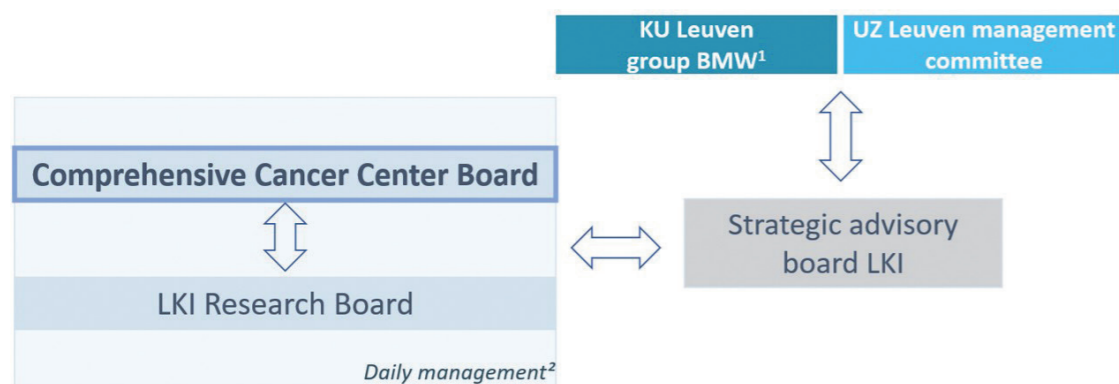 KU Leuven
group BMW¹
UZ Leuven management
committee
Comprehensive Cancer Center Board
Strategic advisory
board LKI
LKI Research Board
Daily management²